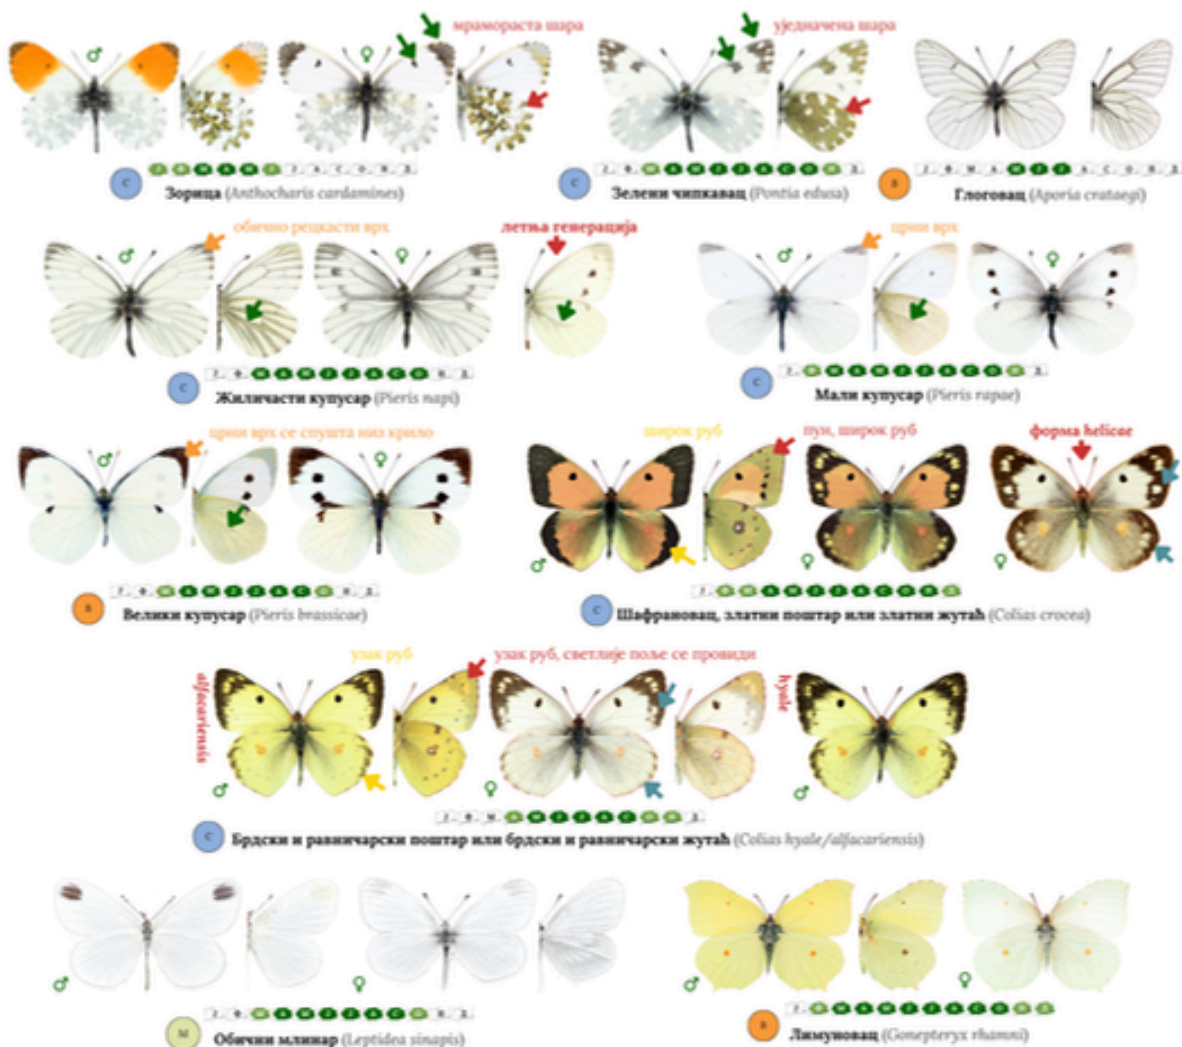 мрамораста шара
уједначена шара
♂
♀
С
Зорица (Anthocharis cardamines)
С
Зелени чипкавац (Pontia edusa)
В
Глоговац (Aporia crataegi)
обично рецкасти врх
летња генерација
црни врх
♂
♀
♂
♀
С
Жиличасти купусар (Pieris napi)
С
Мали купусар (Pieris rapae)
црни врх се спушта низ крило
широк руб
пун, широк руб
форма helicae
♂
♀
♂
♀
♀
В
Велики купусар (Pieris brassicae)
С
Шафрановац, златни поштар или златни жутаћ (Colias crocea)
узак руб
узак руб, светлије поље се провиди
alfacariensis
hyale
♂
♀
♂
С
Брдски и равничарски поштар или брдски и равничарски жутаћ (Colias hyale/alfacariensis)
♂
♀
♂
♀
М
Обични млинар (Leptidea sinapis)
В
Лимуновац (Gonepteryx rhamni)